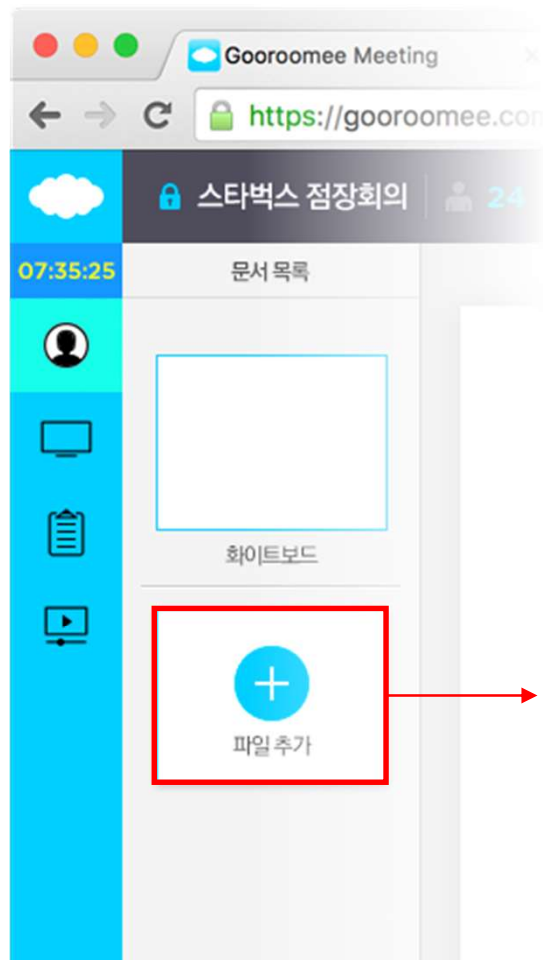 Gooroomee Meeting
https://gooroomee.com
스타벅스 점장회의 24
07:35:25 문서 목록
화이트보드
파일 추가